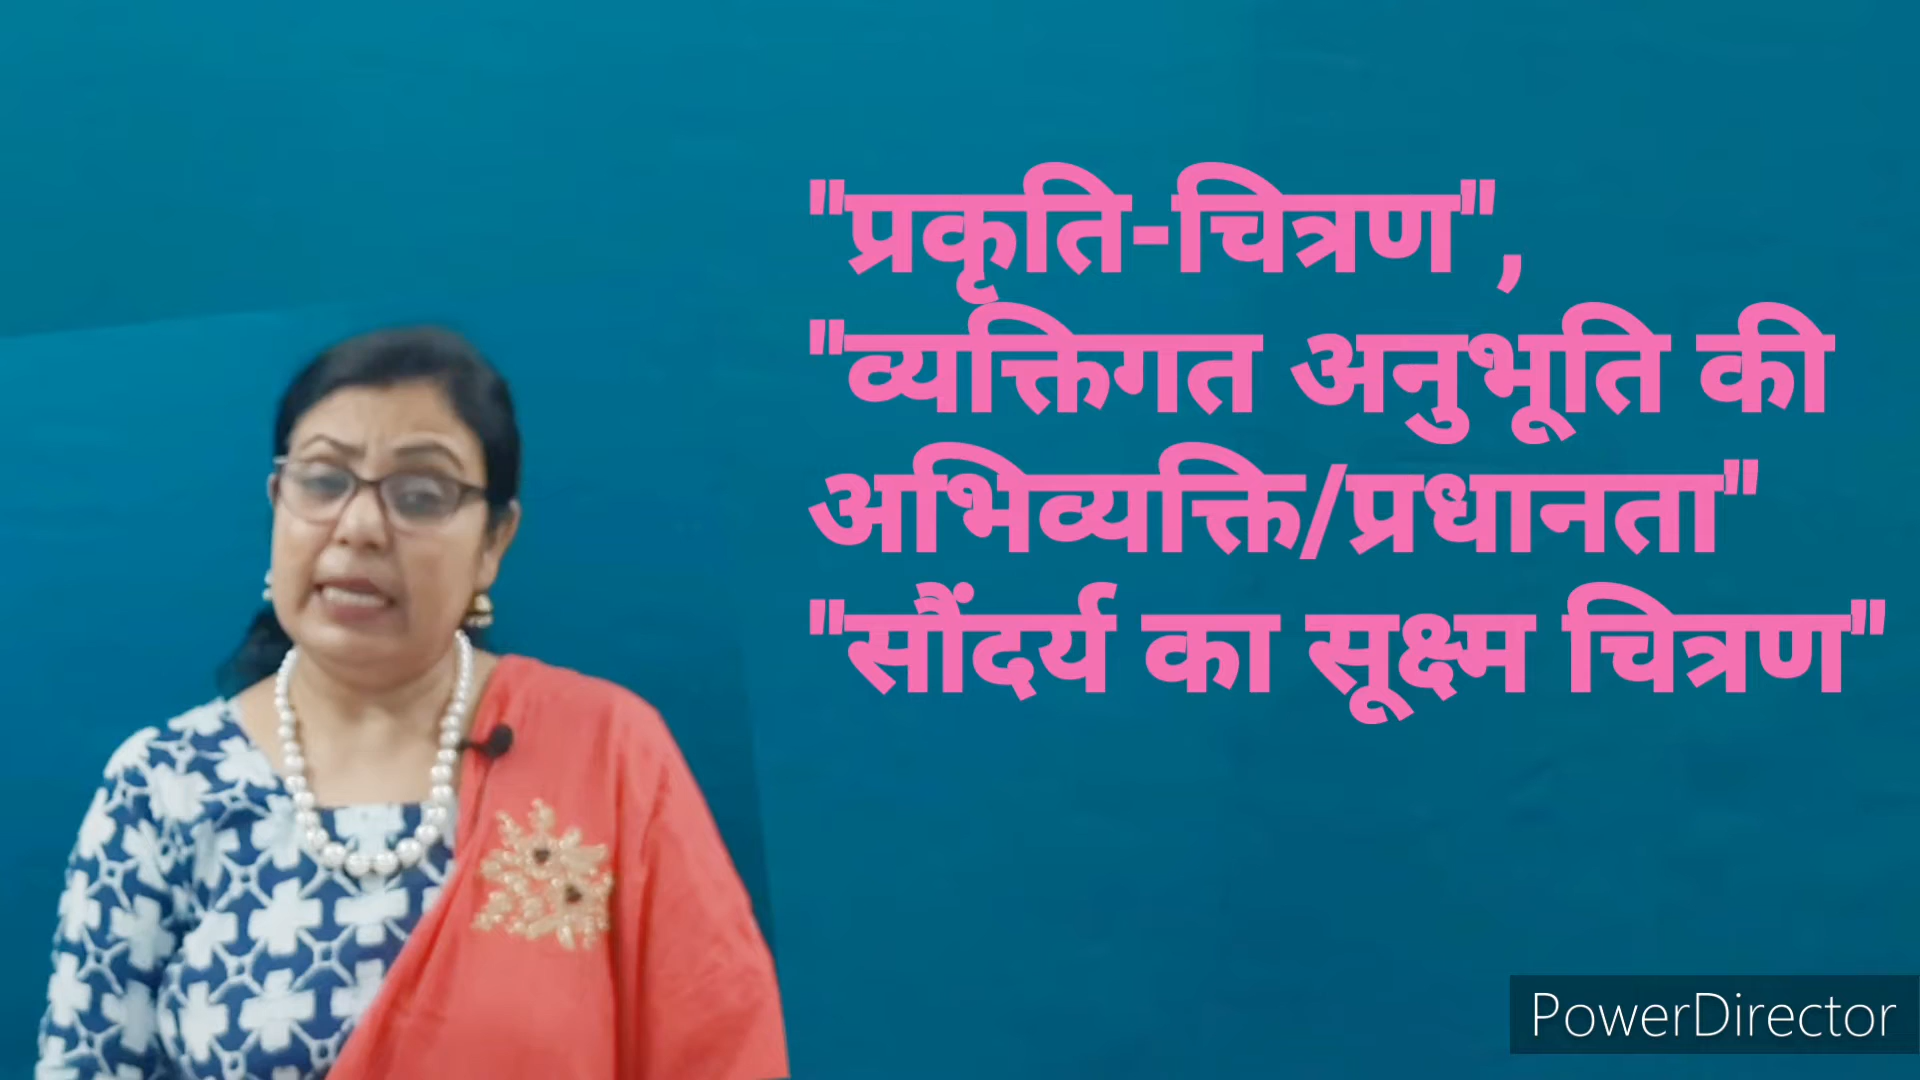 "प्रकृति-चित्रण",
"व्यक्तिगत अनुभूति की
अभिव्यक्ति/प्रधानता"
"सौंदर्य का सूक्ष्म चित्रण"
PowerDirector